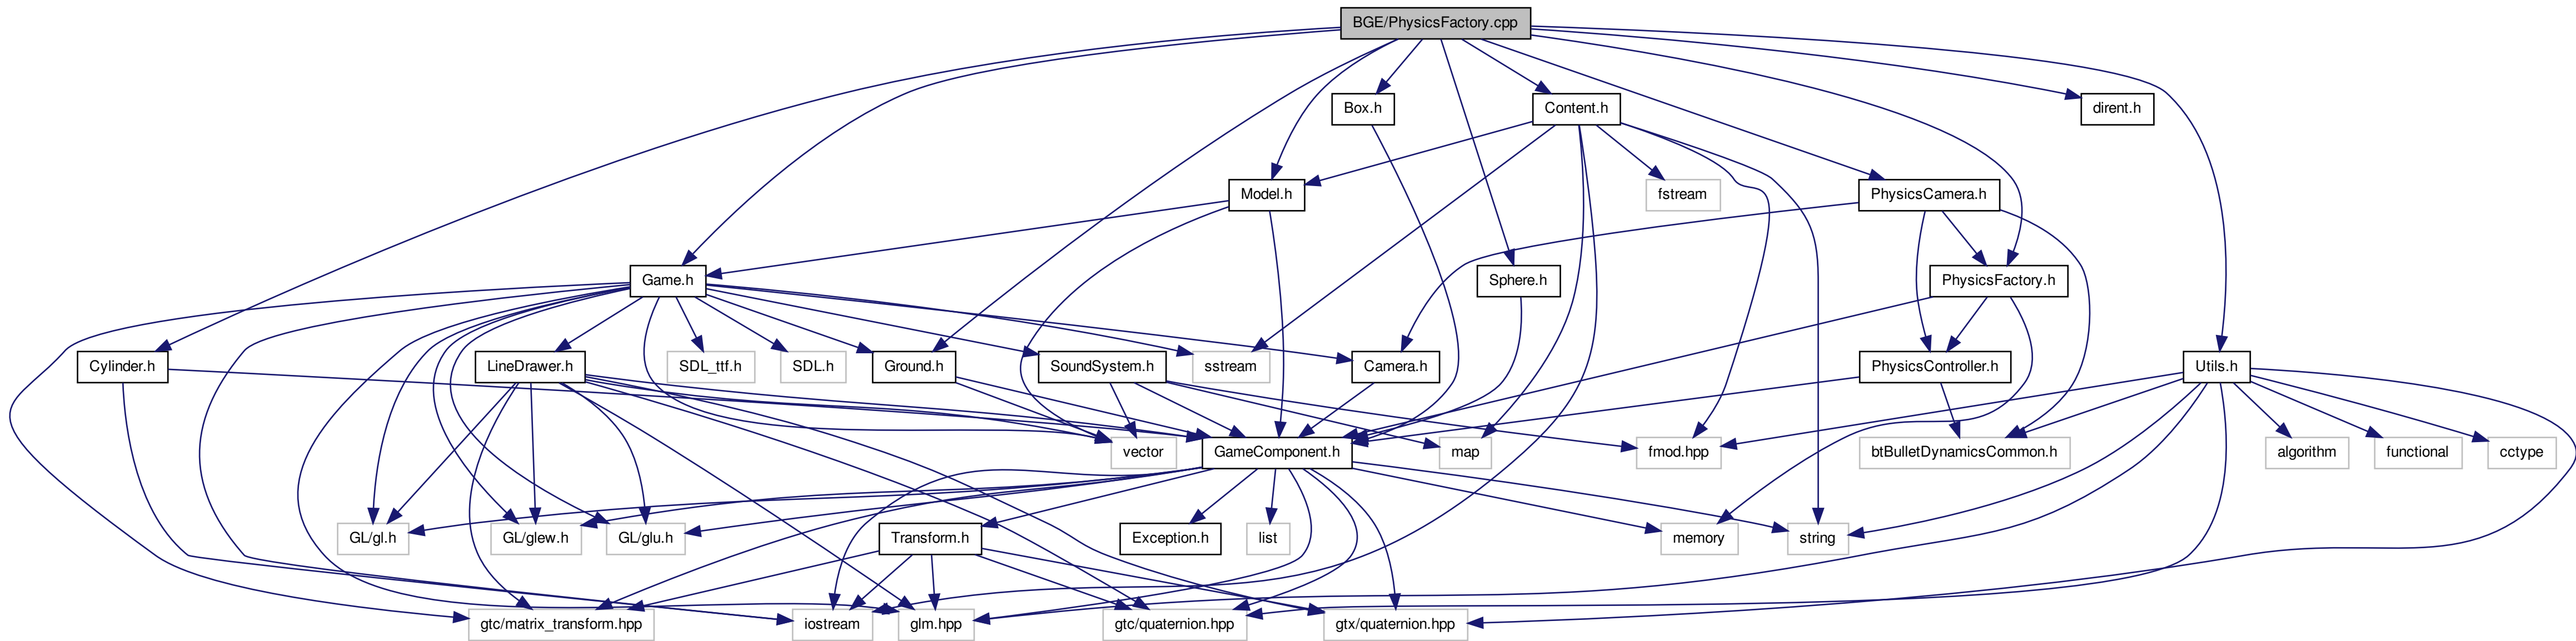 BGE/PhysicsFactory.cpp
Box.h
Content.h
dirent.h
Model.h
fstream
PhysicsCamera.h
Game.h
Sphere.h
PhysicsFactory.h
Cylinder.h
LineDrawer.h
SDL_ttf.h
SDL.h
Ground.h
SoundSystem.h
sstream
Camera.h
PhysicsController.h
Utils.h
vector
GameComponent.h
map
fmod.hpp
btBulletDynamicsCommon.h
algorithm
functional
cctype
GL/gl.h
GL/glew.h
GL/glu.h
Transform.h
Exception.h
list
memory
string
gtc/matrix_transform.hpp
iostream
glm.hpp
gtc/quaternion.hpp
gtx/quaternion.hpp